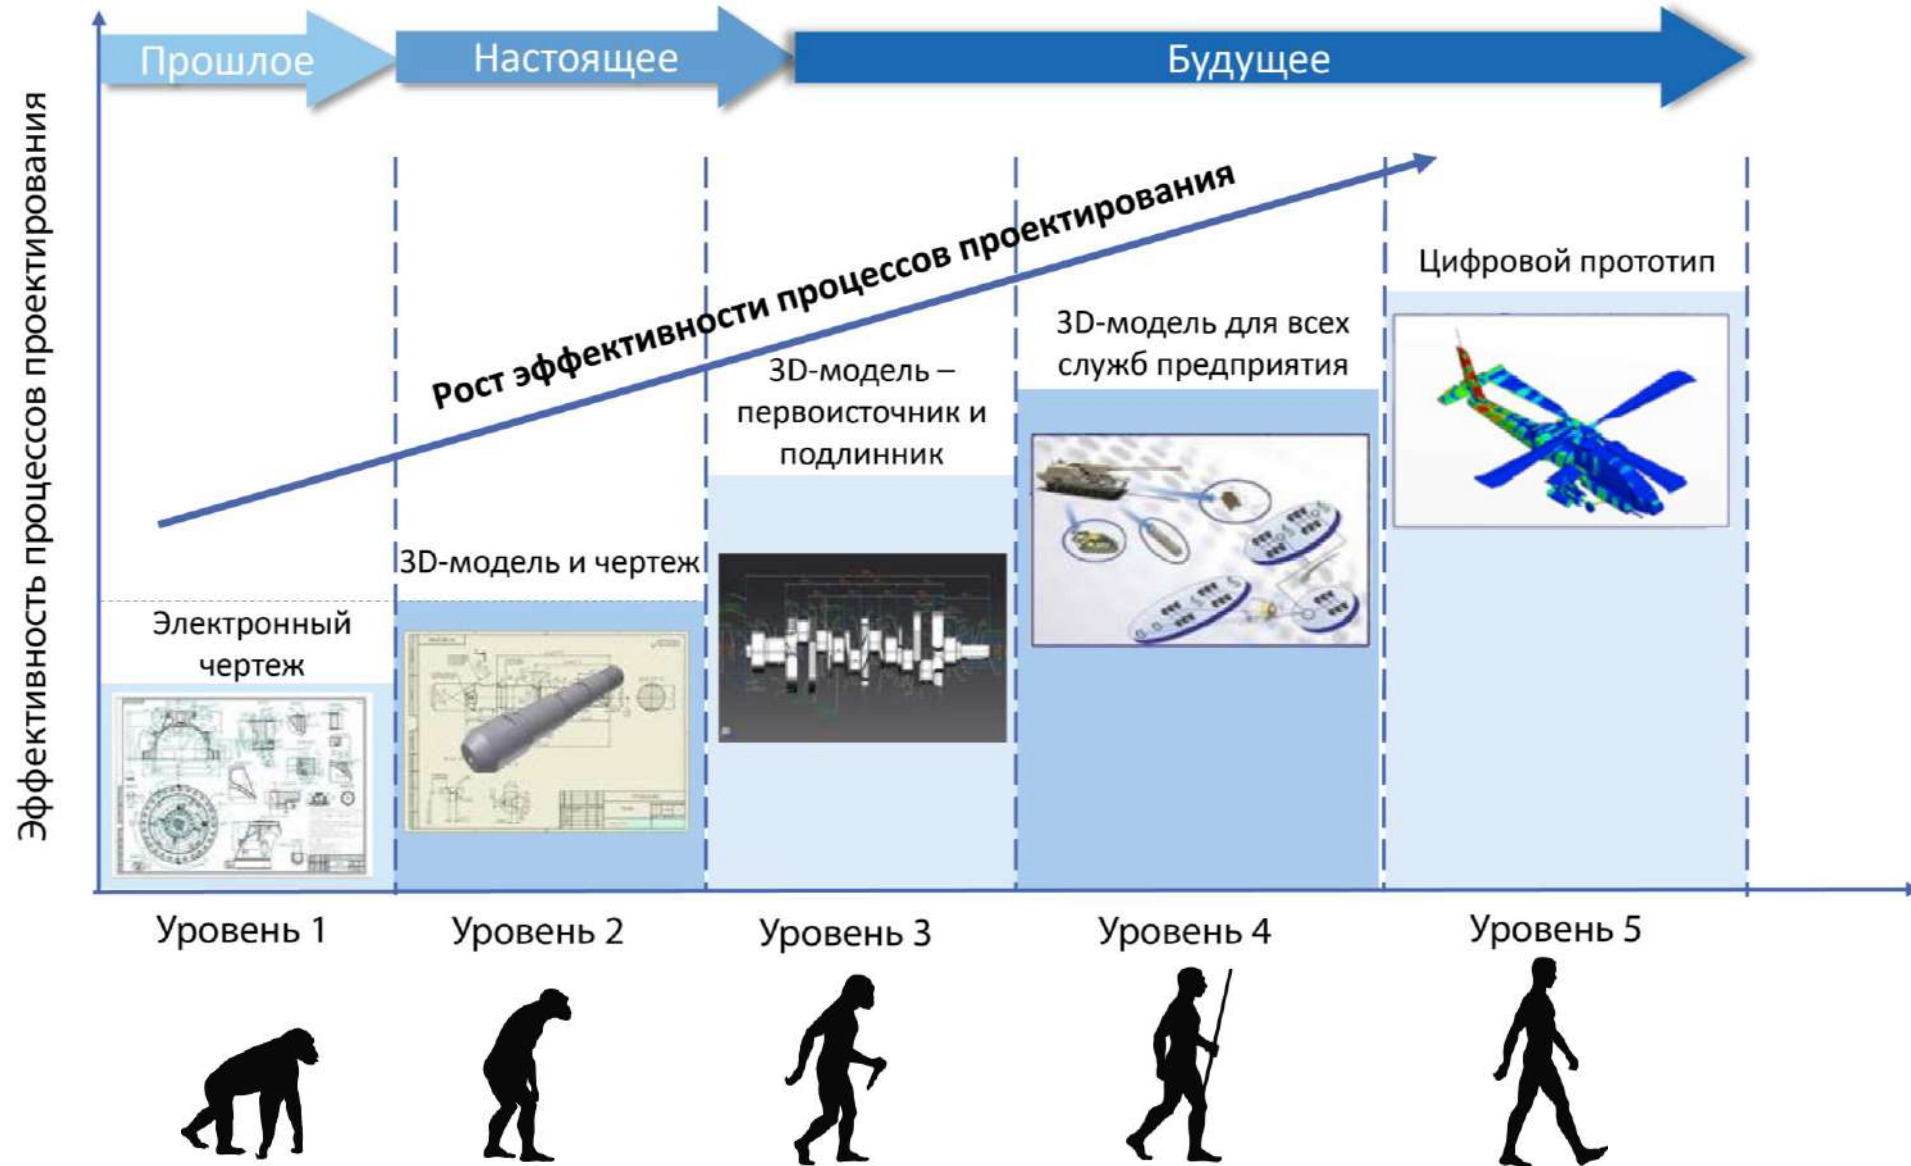 Прошлое
Настоящее
Будущее
Эффективность процессов проектирования
Рост эффективности процессов проектирования
Электронный
чертеж
3D-модель и чертеж
3D-модель –
первоисточник и
подлинник
3D-модель для всех
служб предприятия
Цифровой прототип
Уровень 1
Уровень 2
Уровень 3
Уровень 4
Уровень 5